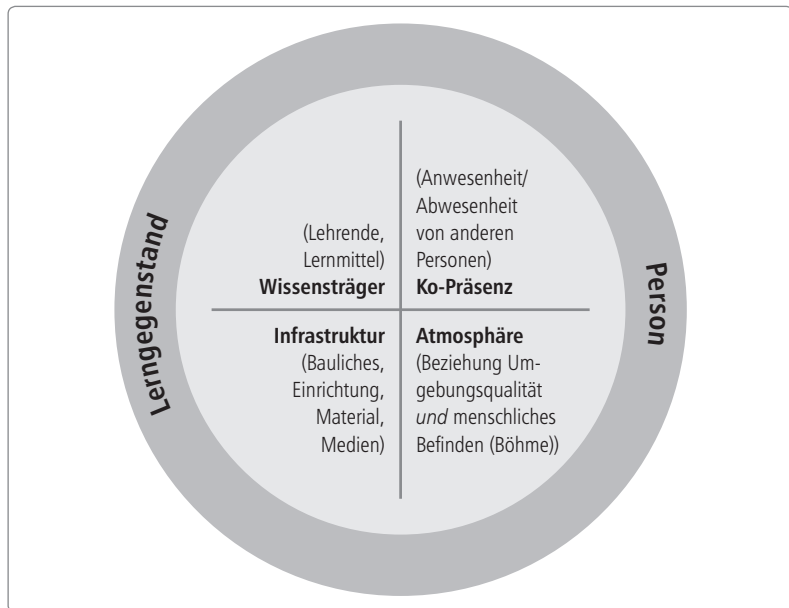 Lerngegenstand
(Lehrende,
Lernmittel)
Wissensträger
(Anwesenheit/
Abwesenheit
von anderen
Personen)
Ko-Präsenz
Infrastruktur
(Bauliches,
Einrichtung,
Material,
Medien)
Atmosphäre
(Beziehung Um-
gebungsqualität
und menschliches
Befinden (Böhme))
Person